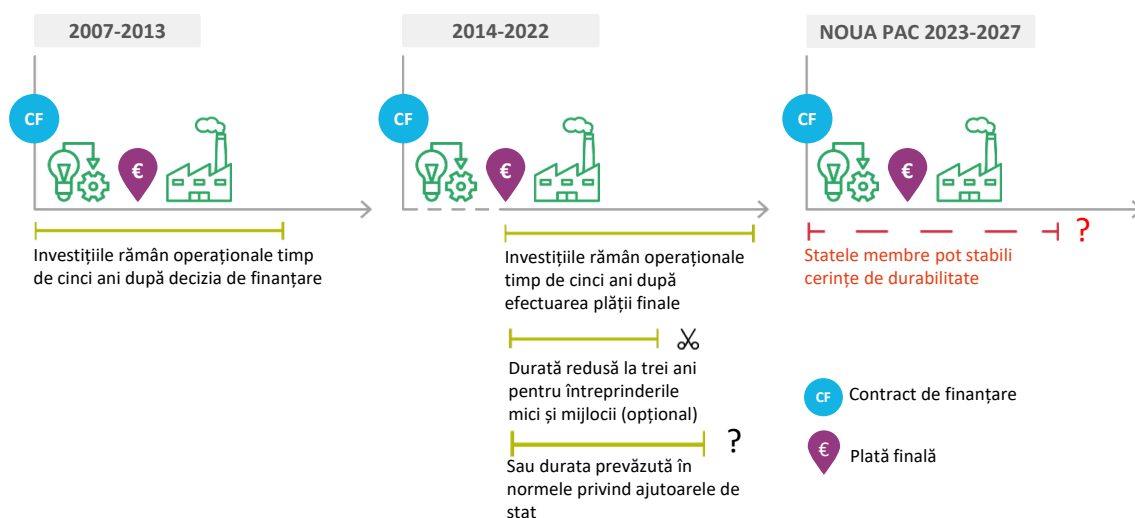 2007-2013
CF
€
Investițiile rămân operaționale timp
de cinci ani după decizia de finanțare
2014-2022
CF
€
Investițiile rămân operaționale
timp de cinci ani după
efectuarea plății finale
Durată redusă la trei ani
pentru întreprinderile
mici și mijlocii (opțional)
?
Sau durata prevăzută în
normele privind ajutoarele de
stat
NOUA PAC 2023-2027
CF
€
?
Statele membre pot stabili
cerințe de durabilitate
CF Contract de finanțare
€ Plată finală